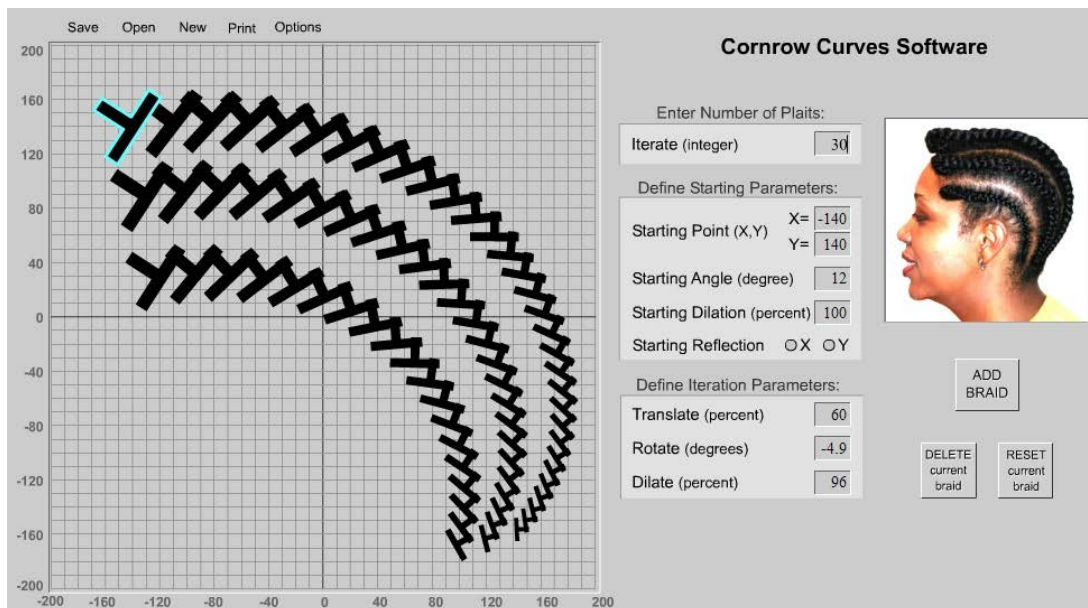 Save Open New Print Options
Cornrow Curves Software
Enter Number of Plaits:
Iterate (integer) 30
Define Starting Parameters:
Starting Point (X,Y) X= -140
Y= 140
Starting Angle (degree) 12
Starting Dilation (percent) 100
Starting Reflection X Y
Define Iteration Parameters:
Translate (percent) 60
Rotate (degrees) -4.9
Dilate (percent) 96
ADD
BRAID
DELETE
current
braid
RESET
current
braid
200
160
120
80
40
0
-40
-80
-120
-160
-200
-200 -160 -120 -80 -40 0 40 80 120 160 200